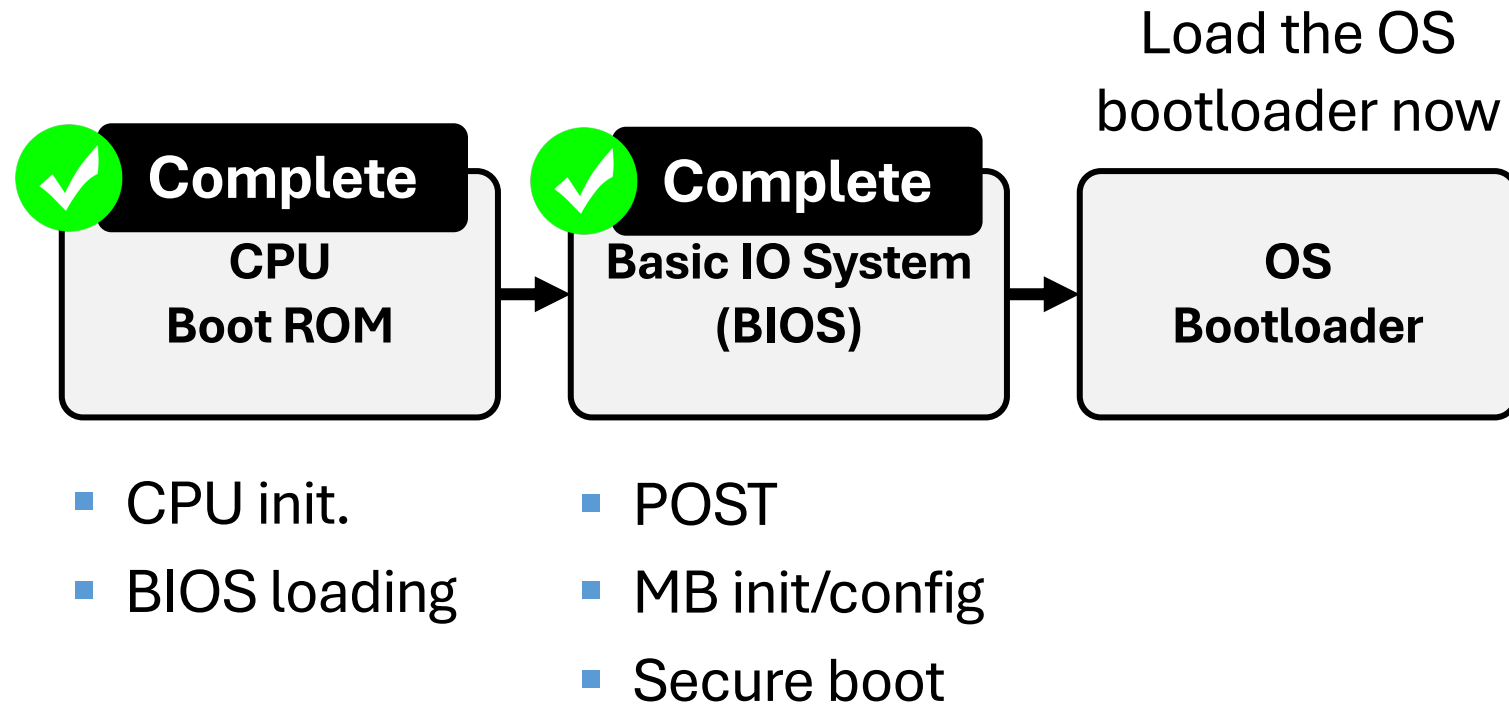 Load the OS
bootloader now
Complete
CPU
Boot ROM
Complete
Basic IO System
(BIOS)
OS
Bootloader
▪ CPU init.
▪ BIOS loading
▪ POST
▪ MB init/config
▪ Secure boot